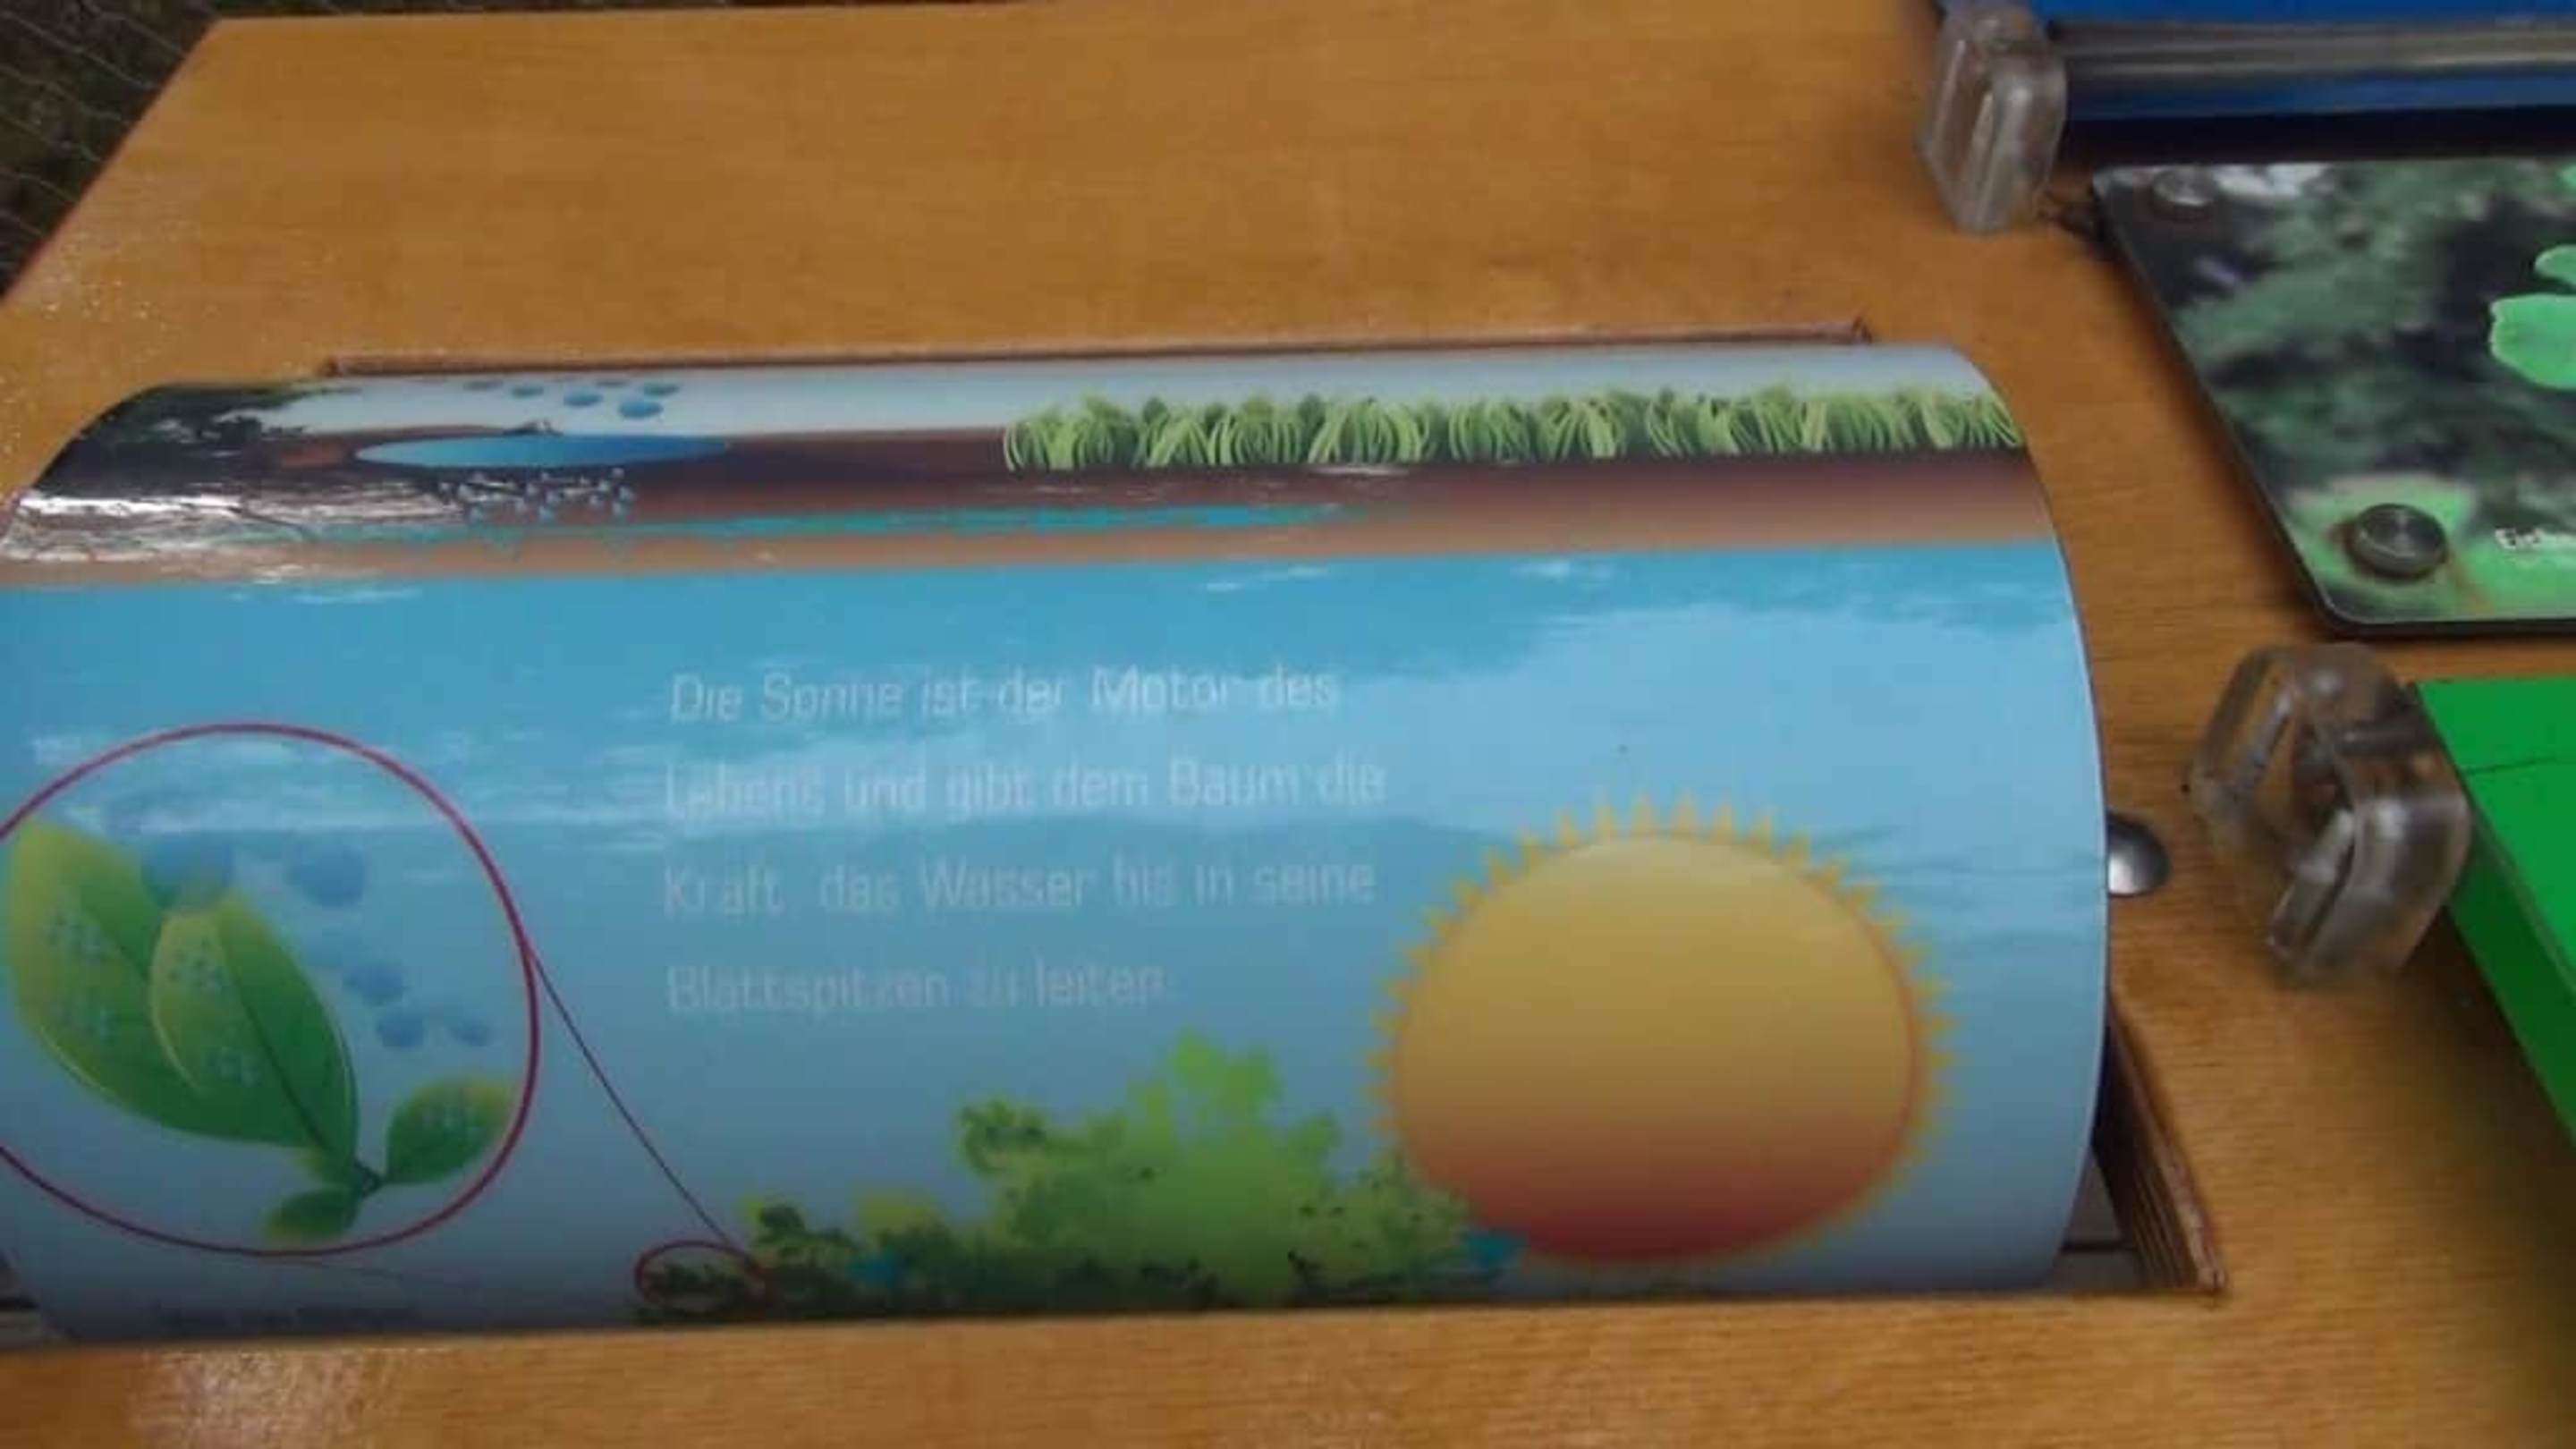 Die Sonne ist der Motor des
Lebens und gibt dem Baum die
Kraft, das Wasser bis in seine
Blattspitzen zu leiten.